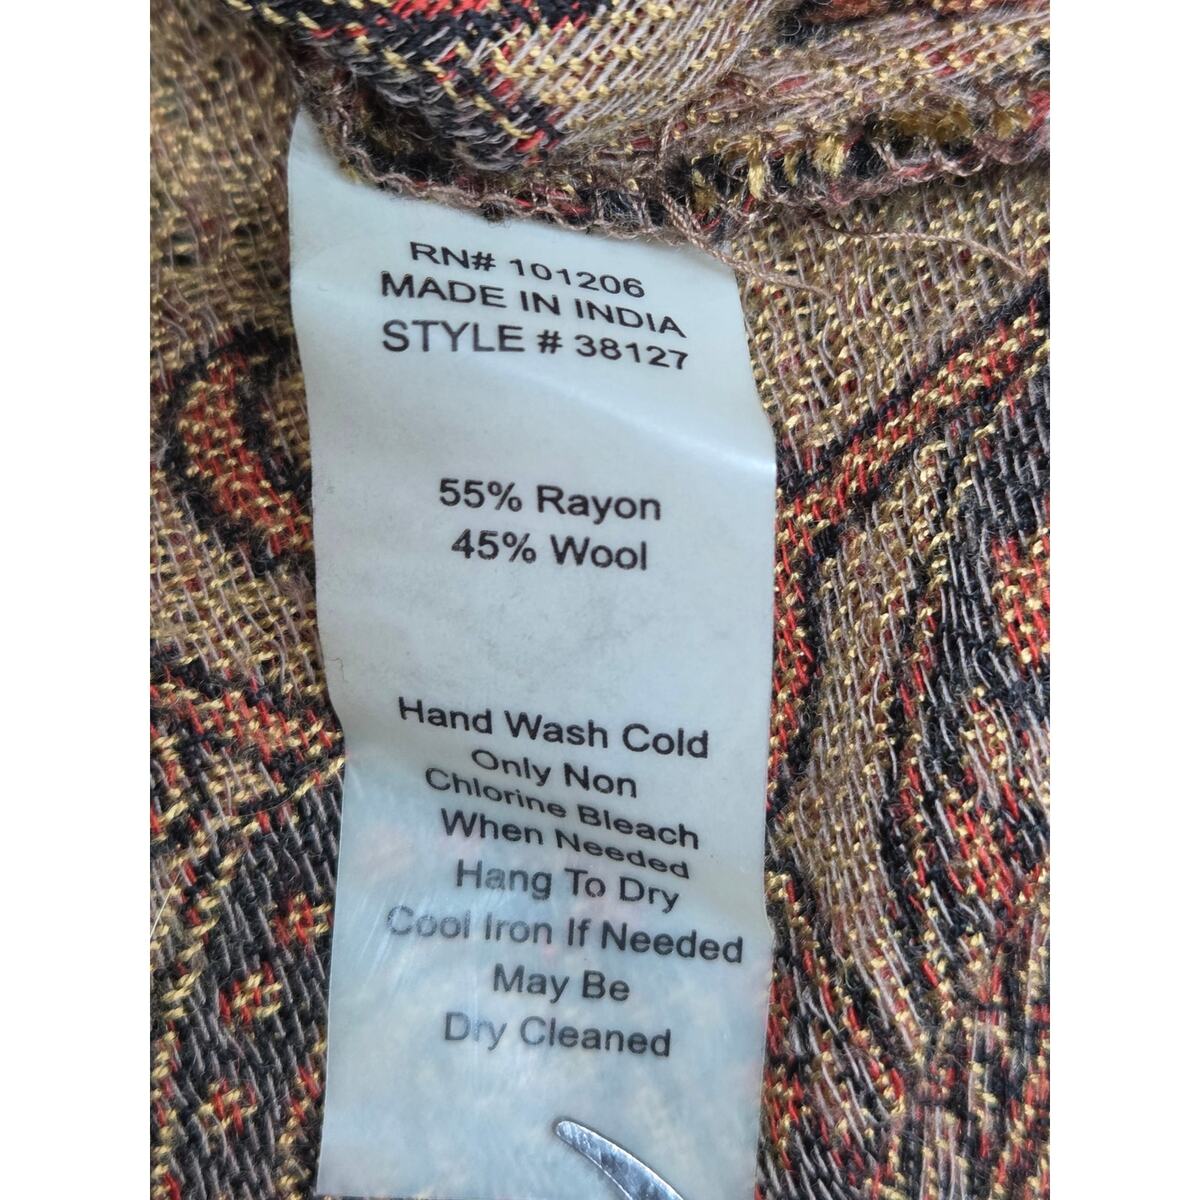 RN# 101206
MADE IN INDIA
STYLE # 38127
55% Rayon
45% Wool
Hand Wash Cold
Only Non
Chlorine Bleach
When Needed
Hang To Dry
Cool Iron If Needed
May Be
Dry Cleaned